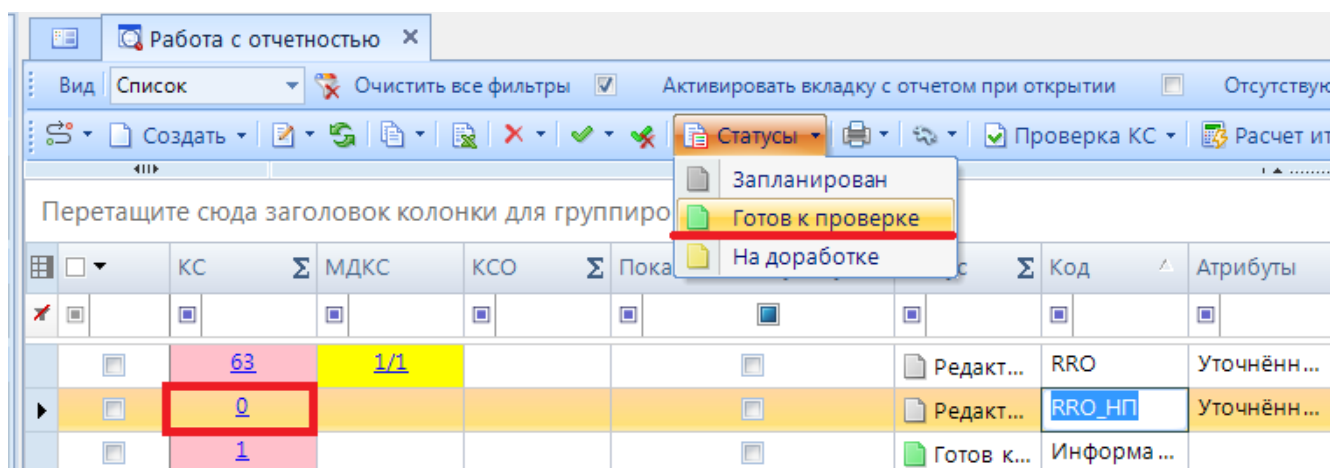 Работа с отчетностью
Вид Список Очистить все фильтры Активировать вкладку с отчетом при открытии Отсутствую
Создать Статусы Проверка КС Расчет ит
Запланирован
Перетащите сюда заголовок колонки для группиро
Готов к проверке
На доработке
КС Σ МДКС КСО Σ Пока с Σ Код Атрибуты
63 1/1 Редакт... RRO Уточнённ...
0 Редакт... RRO_НП Уточнённ...
1 Готов к... Информа...